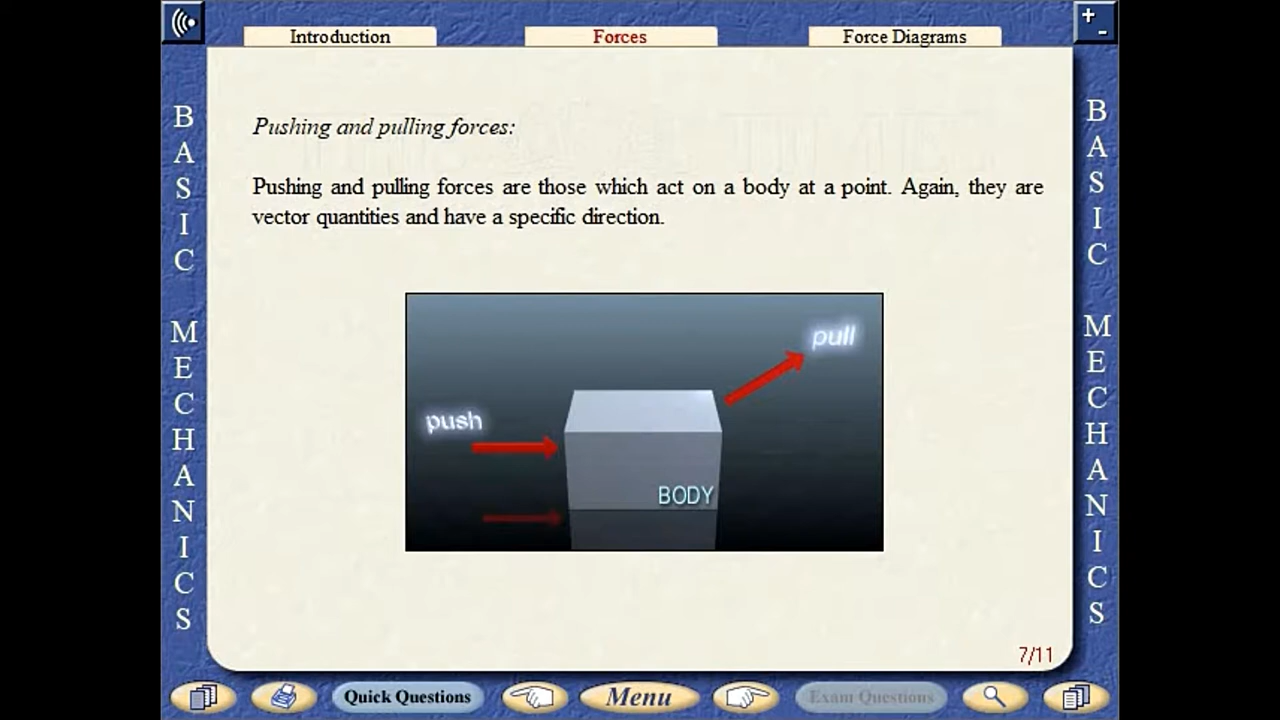 Introduction
Forces
Force Diagrams
+
-
BASIC MECHANICS
BASIC MECHANICS
Pushing and pulling forces:
Pushing and pulling forces are those which act on a body at a point. Again, they are
vector quantities and have a specific direction.
pull
push
BODY
7/11
Quick Questions
Menu
Exam Questions